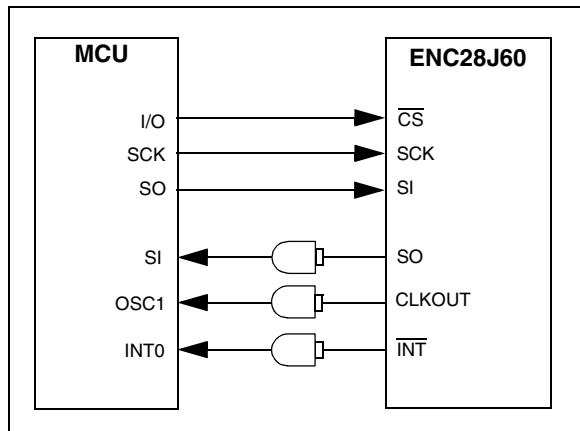 MCU
ENC28J60
I/O
CS
SCK
SCK
SO
SI
SI
SO
OSC1
CLKOUT
INT0
INT